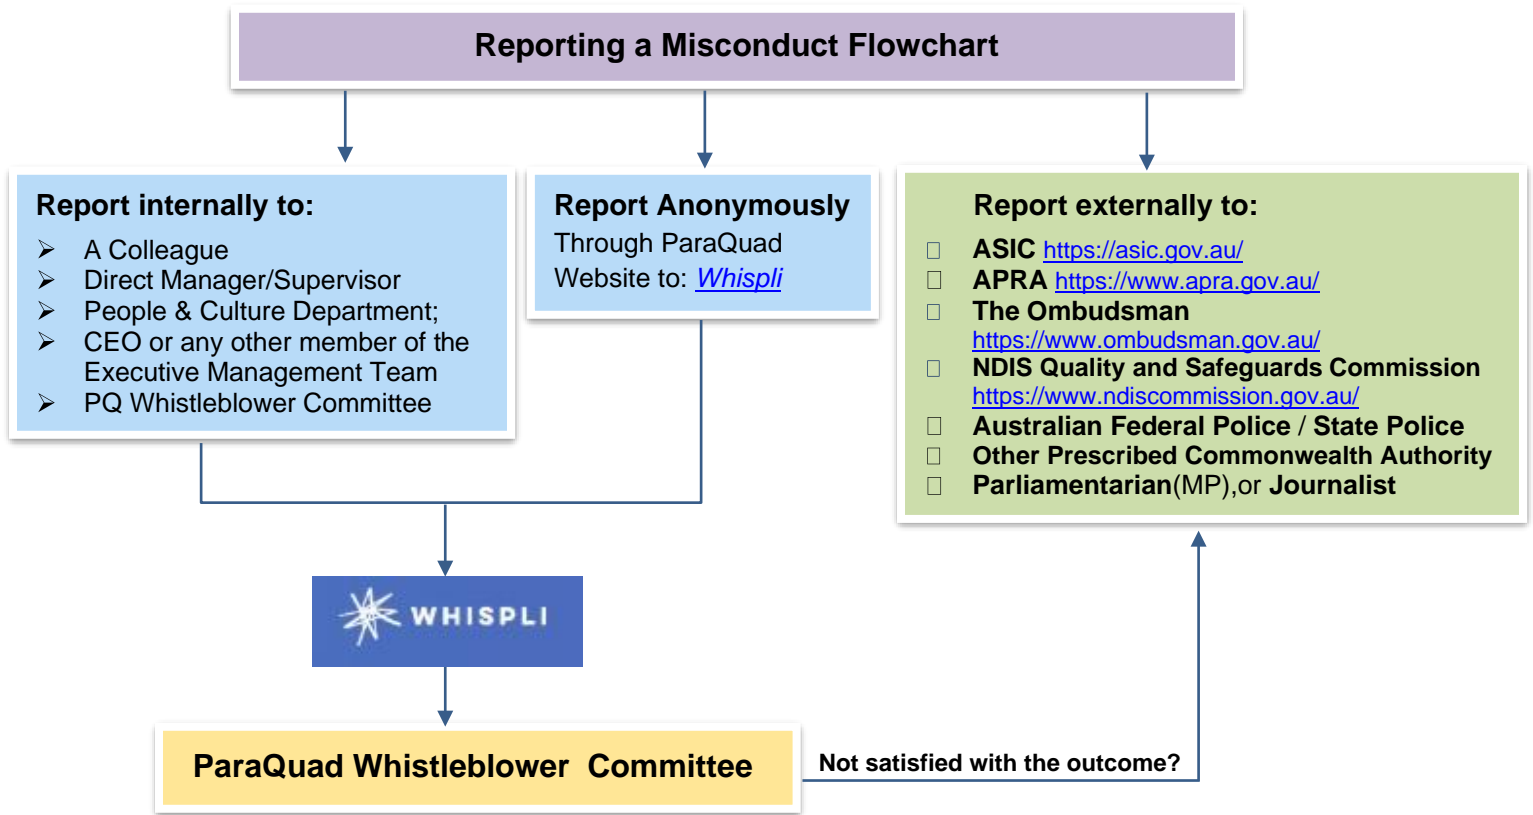 Reporting a Misconduct Flowchart
Report internally to:
➢ A Colleague
➢ Direct Manager/Supervisor
➢ People & Culture Department;
➢ CEO or any other member of the
Executive Management Team
➢ PQ Whistleblower Committee
Report Anonymously
Through ParaQuad
Website to: Whispli
Report externally to:
ASIC https://asic.gov.au/
APRA https://www.apra.gov.au/
The Ombudsman
https://www.ombudsman.gov.au/
NDIS Quality and Safeguards Commission
https://www.ndiscommission.gov.au/
Australian Federal Police / State Police
Other Prescribed Commonwealth Authority
Parliamentarian(MP),or Journalist
WHISPLI
ParaQuad Whistleblower Committee
Not satisfied with the outcome?